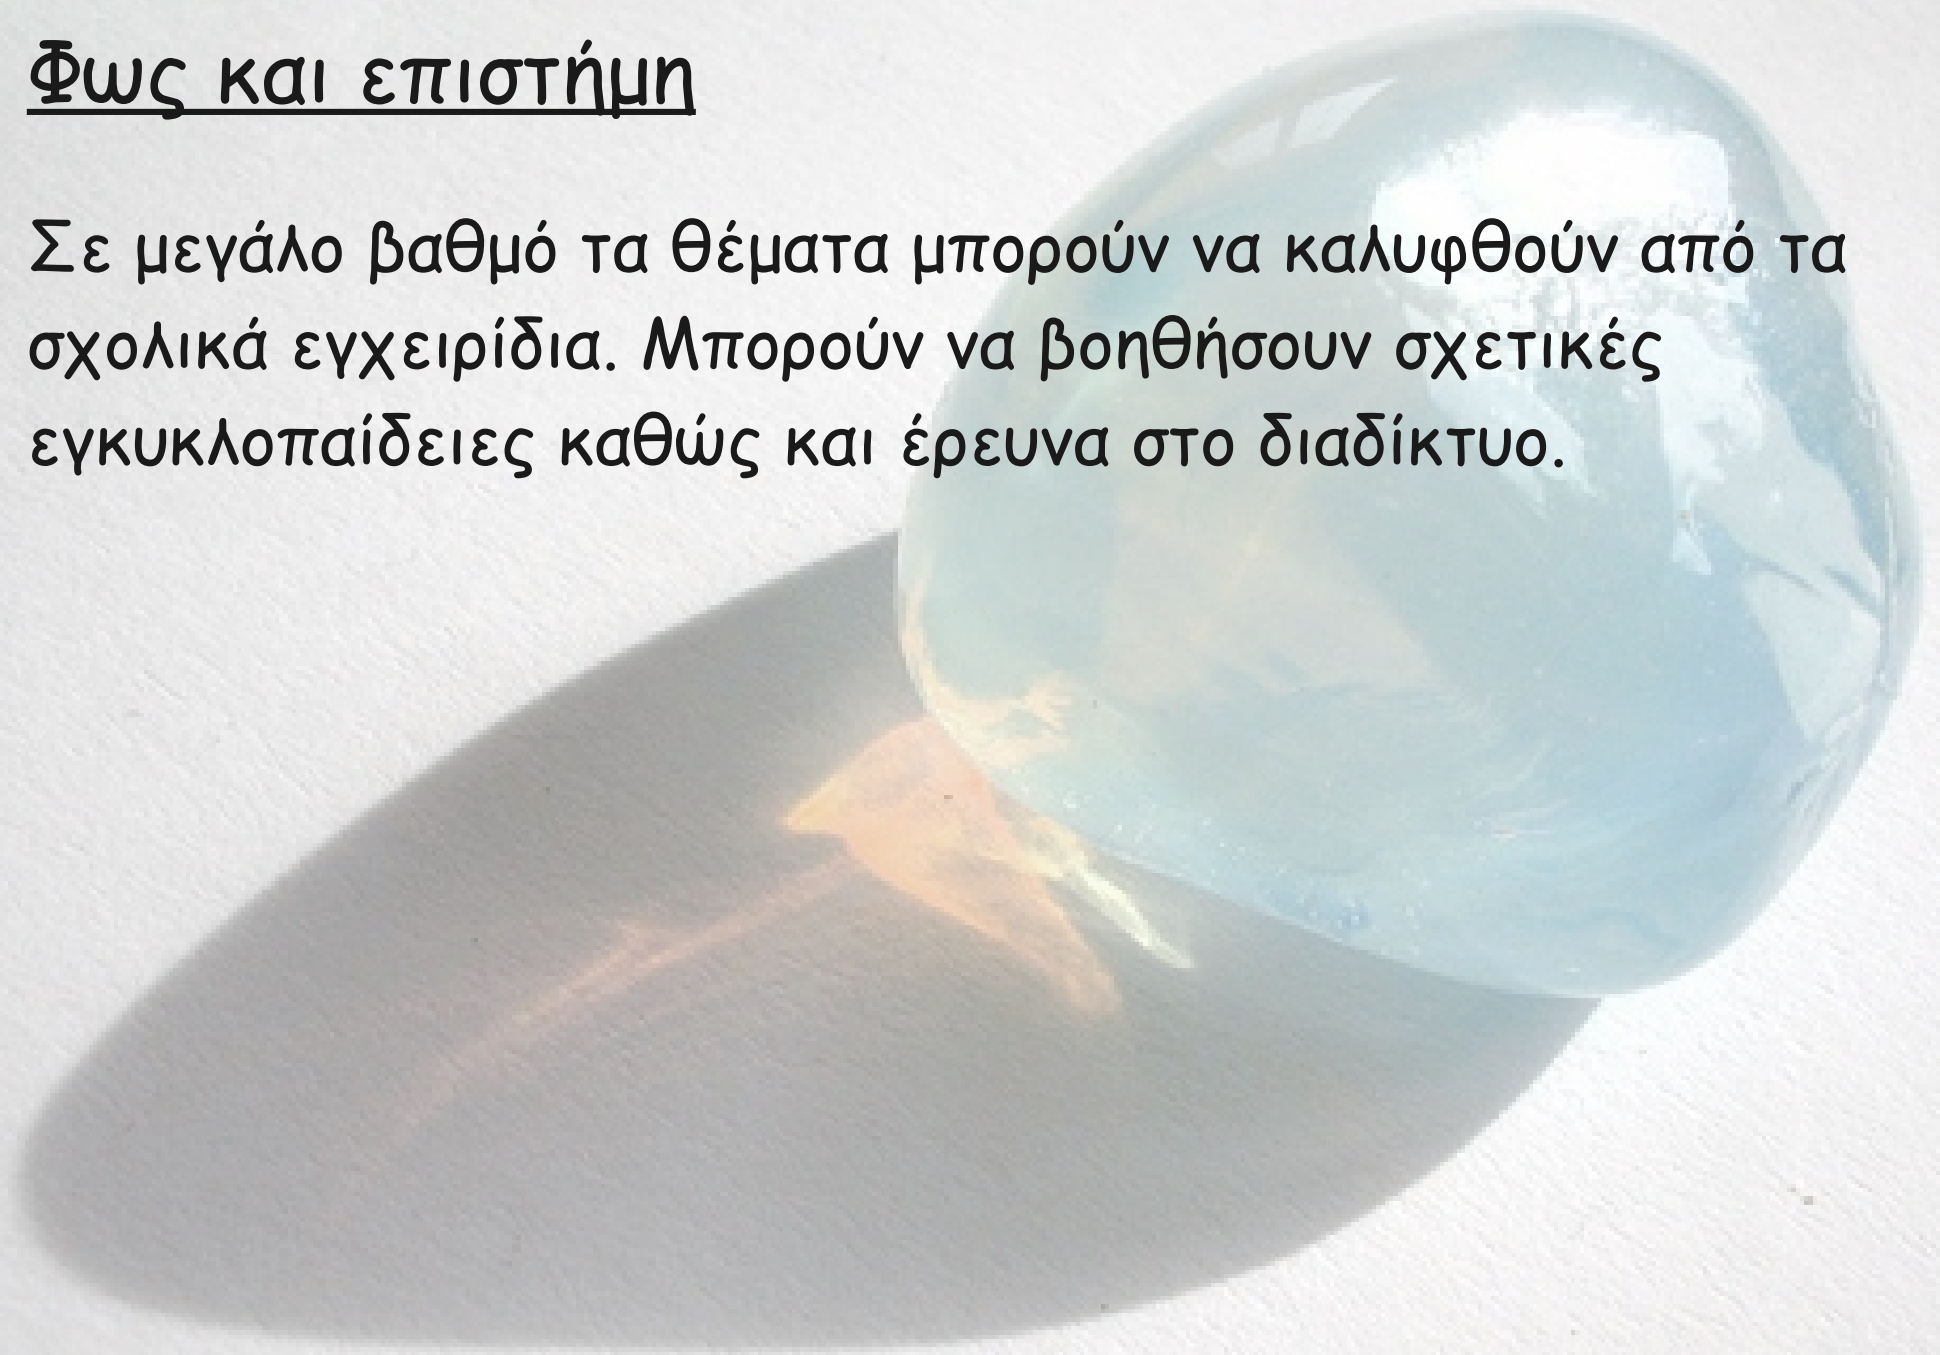 Φως και επιστήμη
Σε μεγάλο βαθμό τα θέματα μπορούν να καλυφθούν από τα
σχολικά εγχειρίδια. Μπορούν να βοηθήσουν σχετικές
εγκυκλοπαίδειες καθώς και έρευνα στο διαδίκτυο.